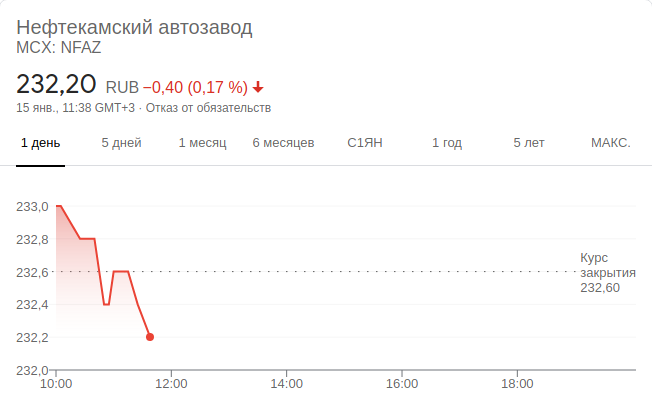 Нефтекамский автозавод
MCX: NFAZ
232,20 RUB −0,40 (0,17 %)
15 янв., 11:38 GMT+3 · Отказ от обязательств
1 день 5 дней 1 месяц 6 месяцев С1ЯН 1 год 5 лет МАКС.
233,0
232,8
232,6
232,4
232,2
232,0
Курс
закрытия
232,60
10:00 12:00 14:00 16:00 18:00